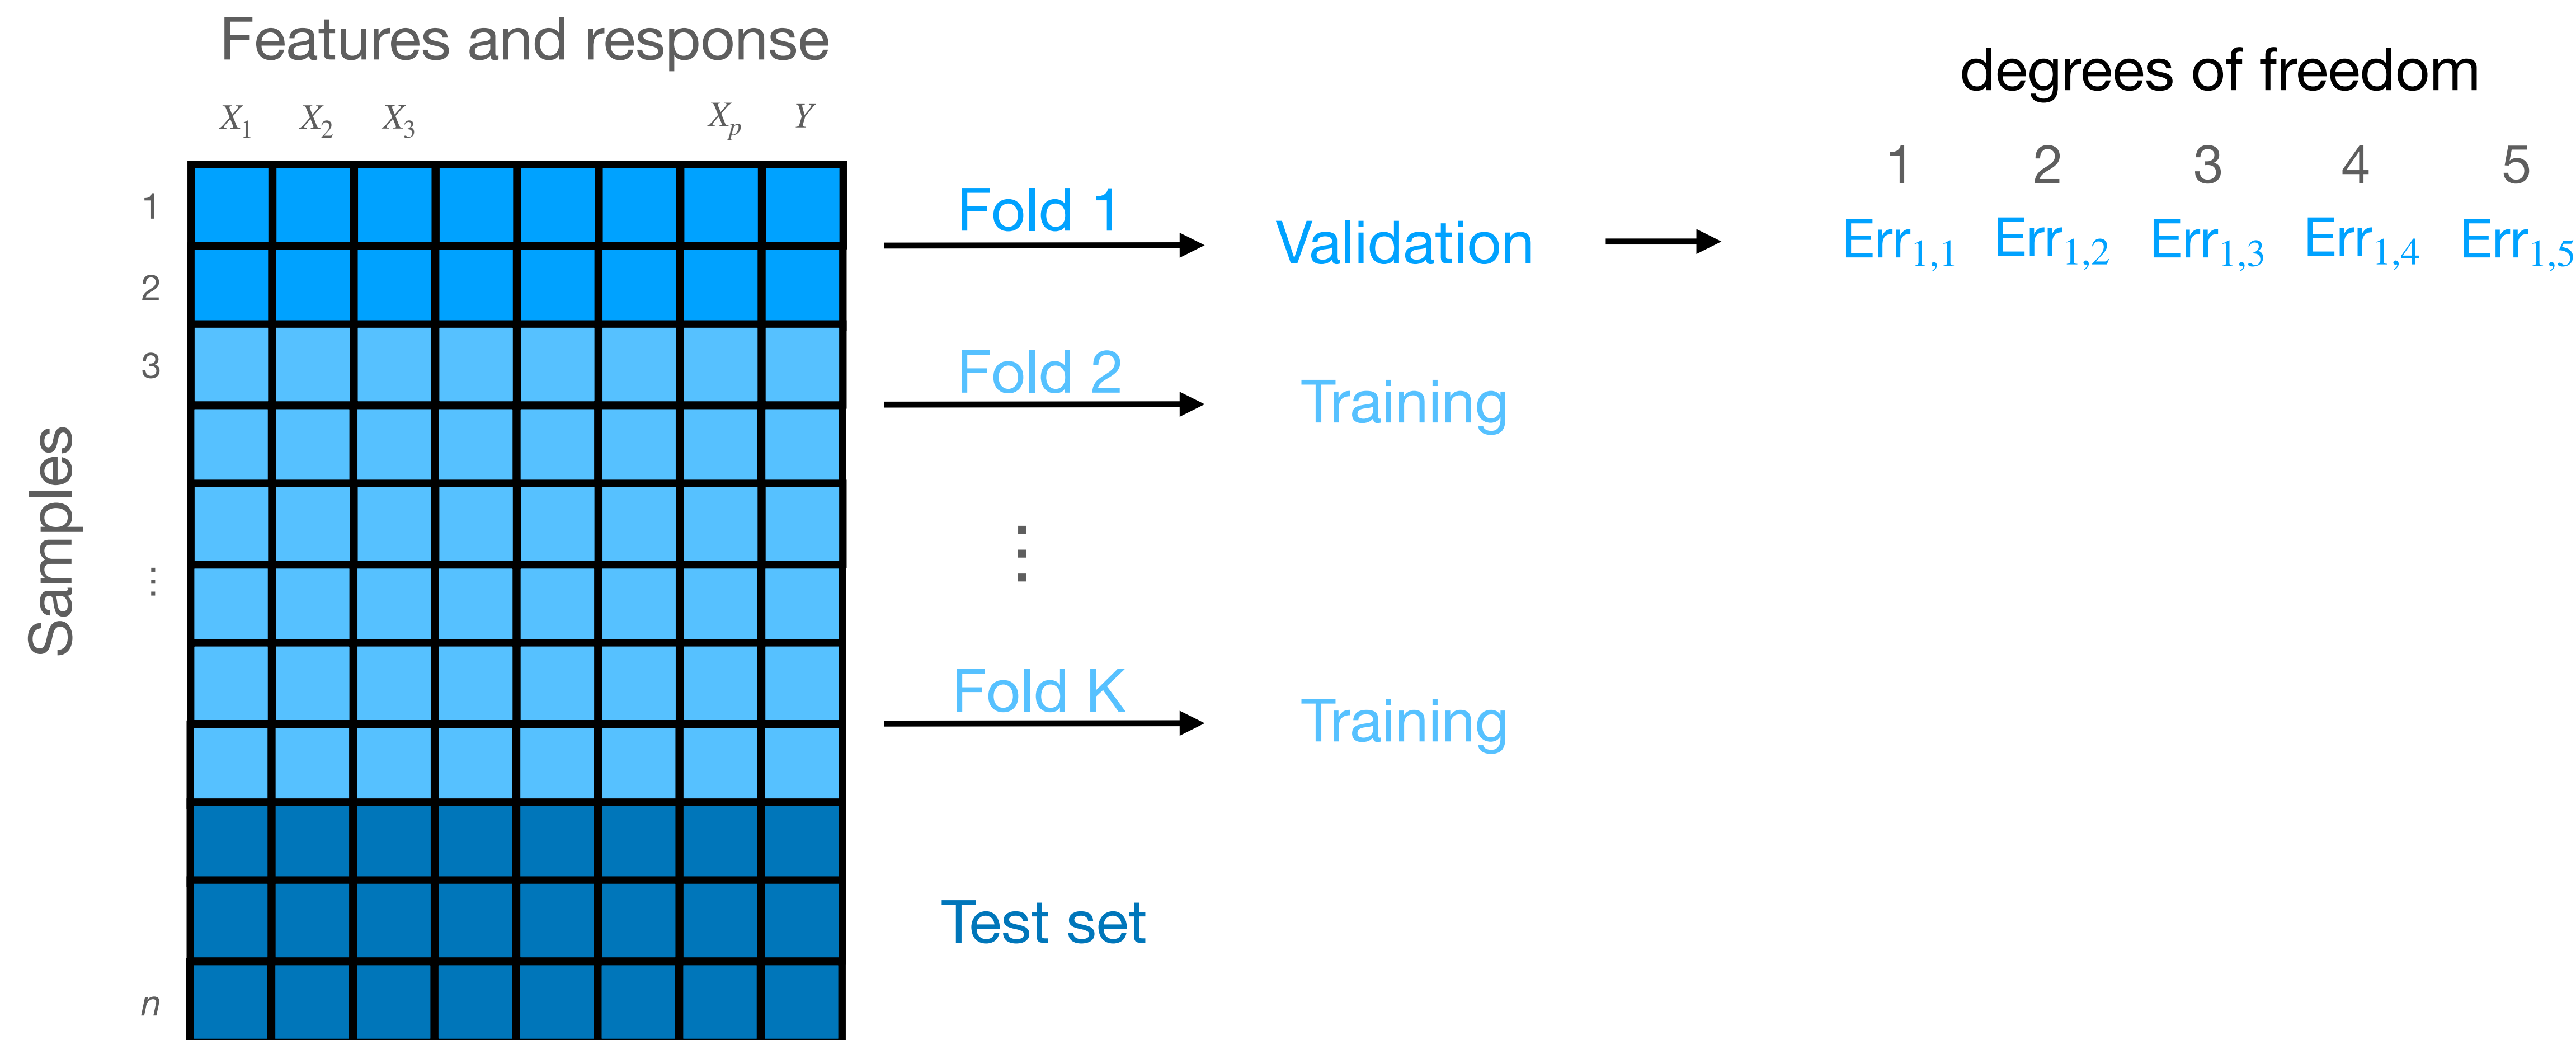 Features and response
X₁ X₂ X₃ Xₚ Y
degrees of freedom
1 2 3 4 5
1
Fold 1
Validation
Err₁,₁ Err₁,₂ Err₁,₃ Err₁,₄ Err₁,₅
2
3
Fold 2
Training
Samples
⋮
⋮
Fold K
Training
Test set
n